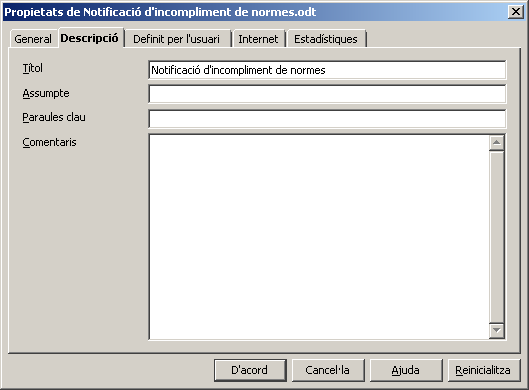 Propietats de Notificació d'incompliment de normes.odt
General Descripció Definit per l'usuari Internet Estadístiques
Títol Notificació d'incompliment de normes
Assumpte
Paraules clau
Comentaris
D'acord Cancel·la Ajuda Reinicialitza